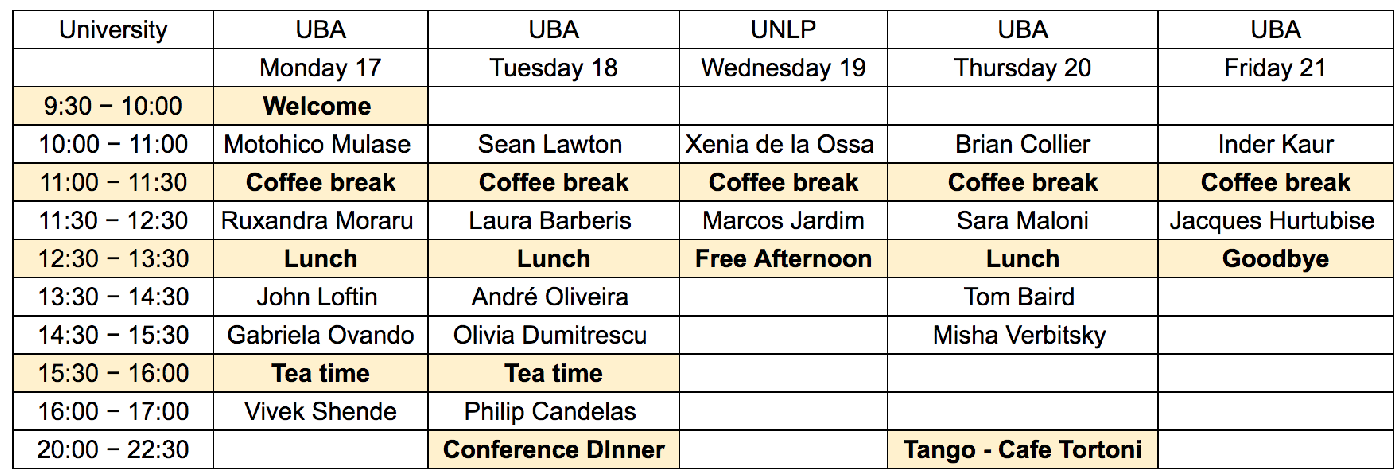 University UBA UBA UNLP UBA UBA
Monday 17 Tuesday 18 Wednesday 19 Thursday 20 Friday 21
9:30 − 10:00 Welcome
10:00 − 11:00 Motohico Mulase Sean Lawton Xenia de la Ossa Brian Collier Inder Kaur
11:00 − 11:30 Coffee break Coffee break Coffee break Coffee break Coffee break
11:30 − 12:30 Ruxandra Moraru Laura Barberis Marcos Jardim Sara Maloni Jacques Hurtubise
12:30 − 13:30 Lunch Lunch Free Afternoon Lunch Goodbye
13:30 − 14:30 John Loftin André Oliveira Tom Baird
14:30 − 15:30 Gabriela Ovando Olivia Dumitrescu Misha Verbitsky
15:30 − 16:00 Tea time Tea time
16:00 − 17:00 Vivek Shende Philip Candelas
20:00 − 22:30 Conference DInner Tango - Cafe Tortoni